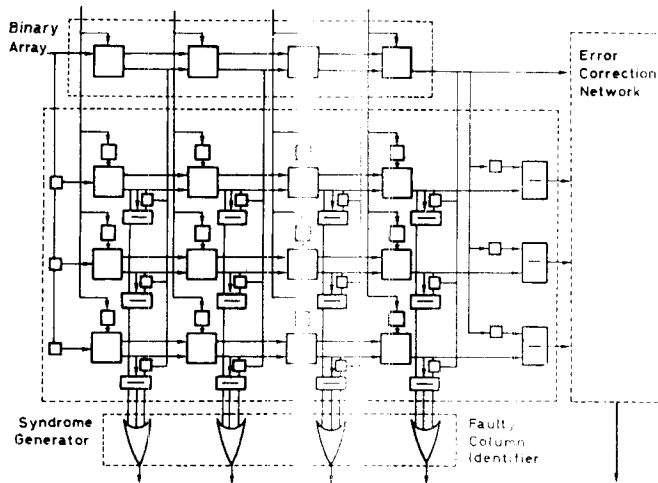 Binary
Array
Error
Correction
Network
Syndrome
Generator
Faulty
Column
Identifier